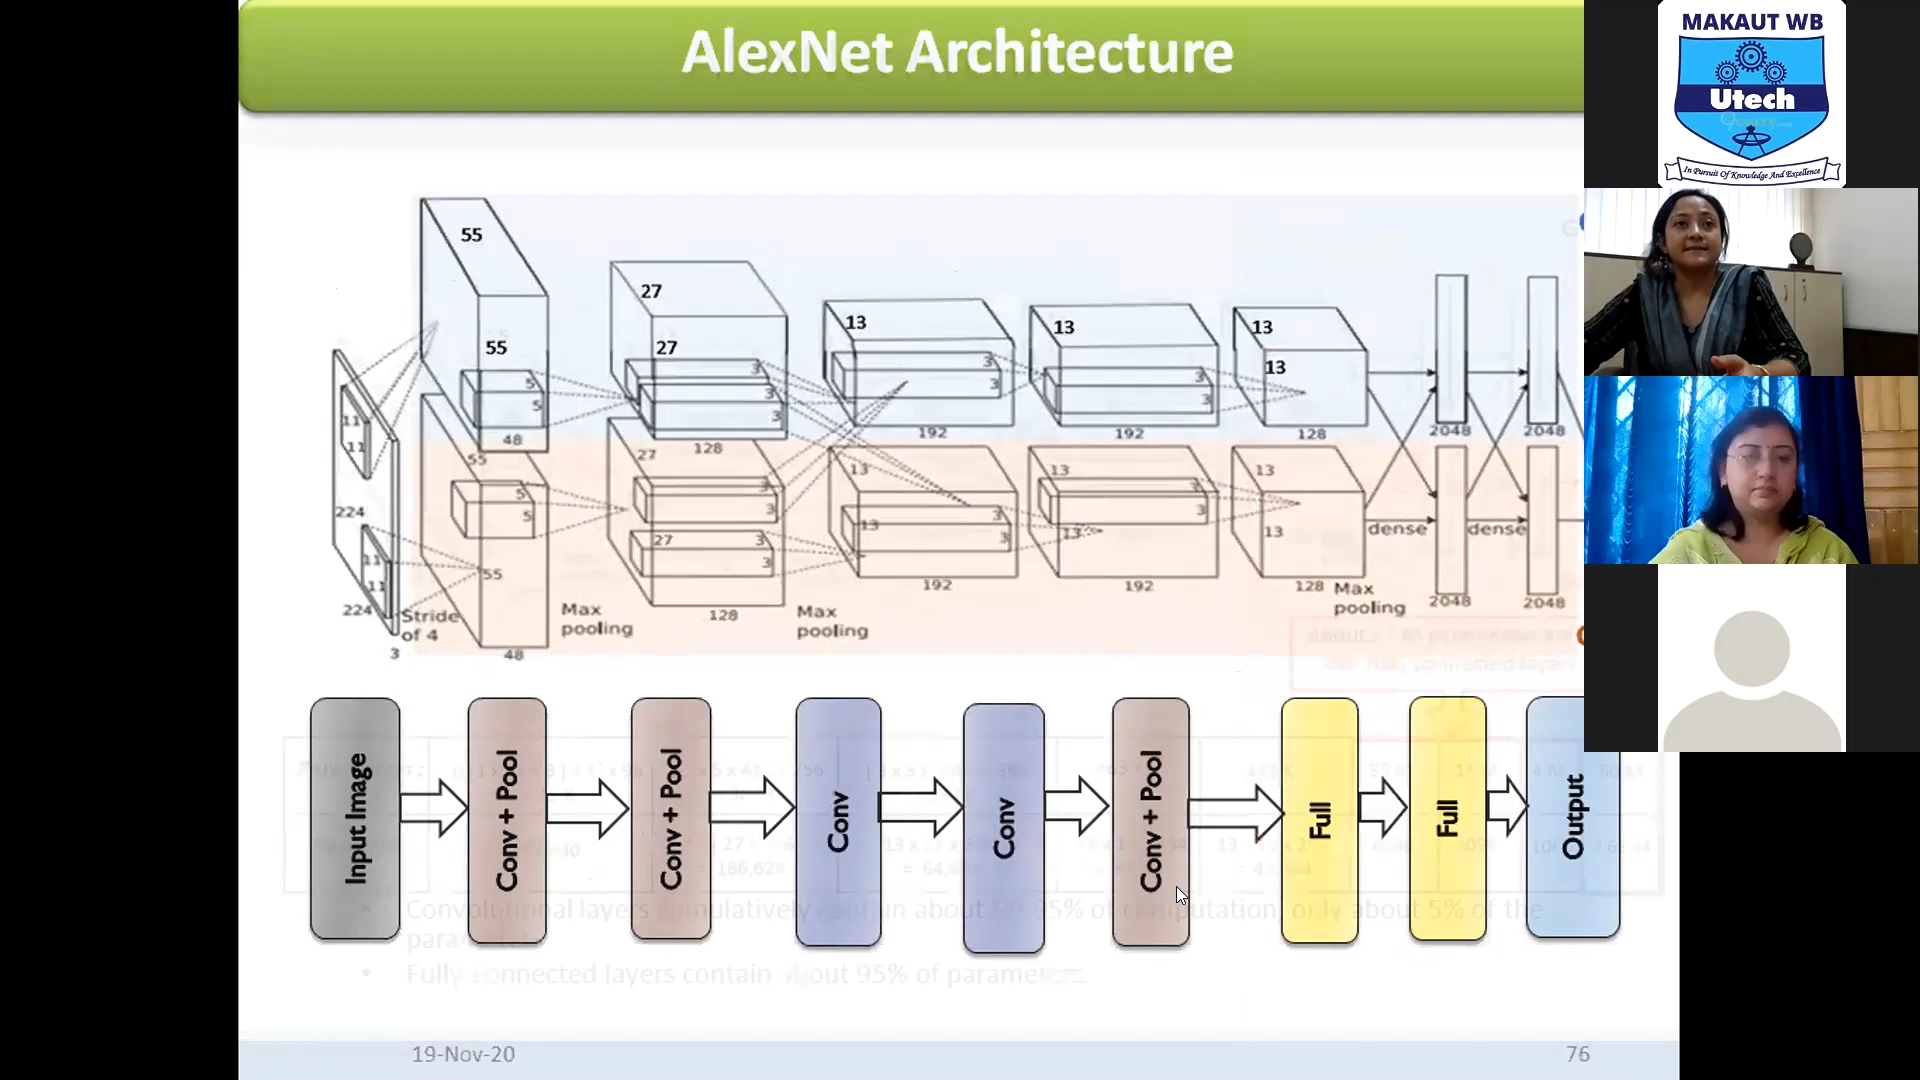 AlexNet Architecture
MAKAUT WB
Utech
In Pursuit Of Knowledge And Excellence
55
55
48
27
27
128
13
192
13
192
13
13
128
2048
2048
11
11
5
5
3
3
3
3
3
3
3
224
11
11
224
3
Stride
of 4
55
55
5
5
48
Max
pooling
27
27
3
3
3
3
128
Max
pooling
13
13
3
3
192
13
13
3
3
192
13
13
128
Max
pooling
dense
dense
2048
2048
Input Image
Conv + Pool
Conv + Pool
Conv
Conv
Conv + Pool
Full
Full
Output
27
= 186,62
= 64,
Convolutional layers cumulatively contain about 95% of computation, only about 5% of the
Fully connected layers contain about 95% of parameters
19-Nov-20
76